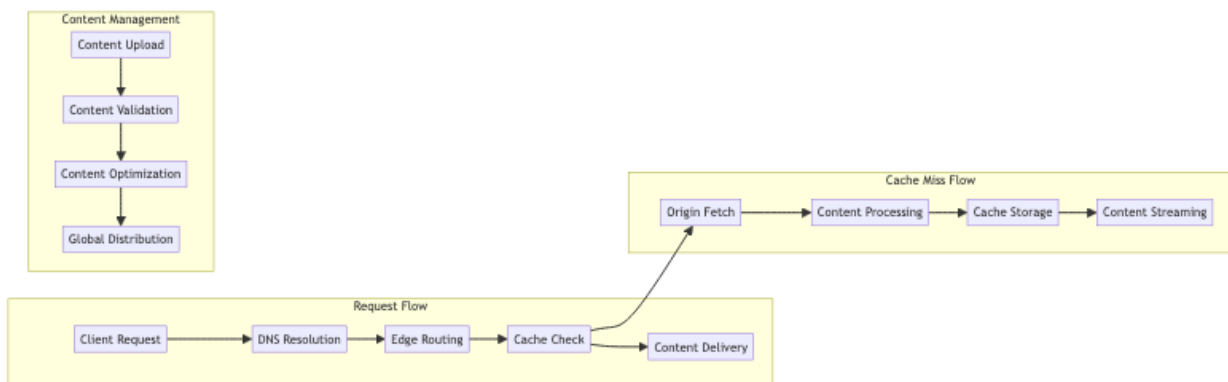 Content Management
Content Upload
Content Validation
Content Optimization
Global Distribution
Cache Miss Flow
Origin Fetch
Content Processing
Cache Storage
Content Streaming
Request Flow
Client Request
DNS Resolution
Edge Routing
Cache Check
Content Delivery